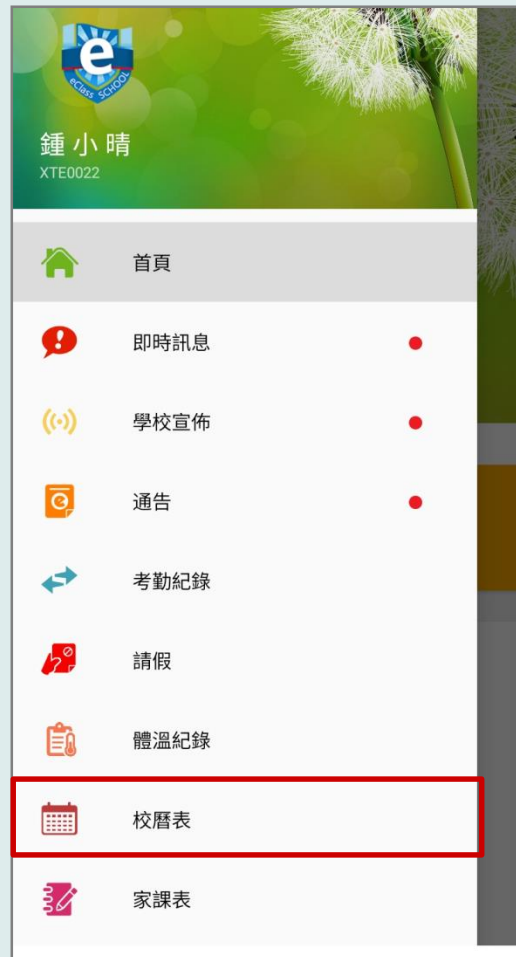 e
eClass SCHOOL
鍾小晴
XTE0022
首頁
即時訊息
學校宣佈
通告
考勤紀錄
請假
體溫紀錄
校曆表
家課表